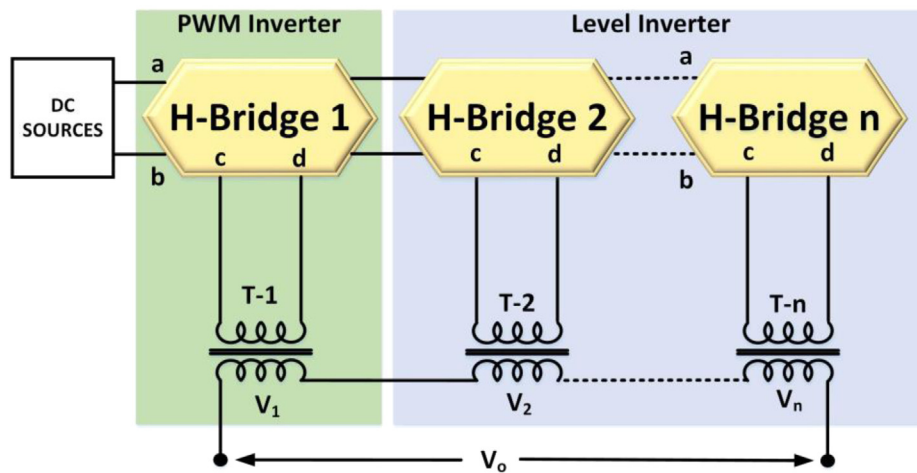 PWM Inverter
Level Inverter
DC
SOURCES
a
b
H-Bridge 1
c d
H-Bridge 2
c d
a
b
H-Bridge n
c d
T-1
T-2
T-n
V₁
V₂
Vₙ
Vₒ